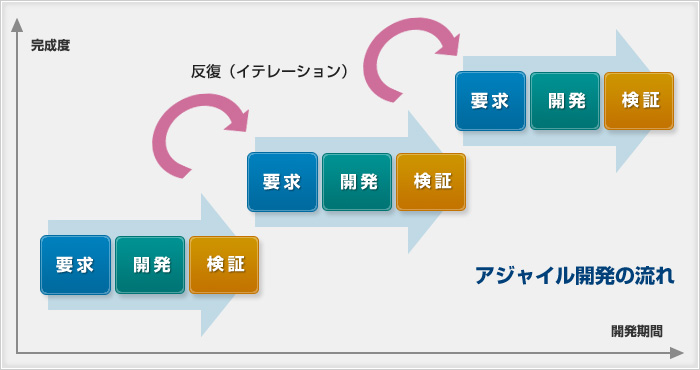 完成度
反復（イテレーション）
要求 開発 検証
要求 開発 検証
要求 開発 検証
アジャイル開発の流れ
開発期間